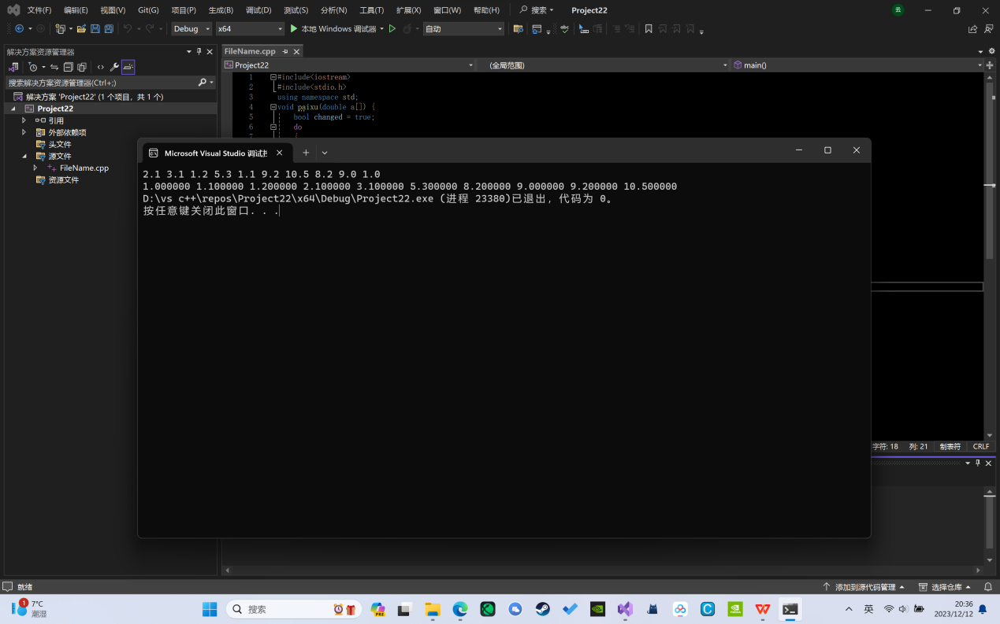 文件(F) 编辑(E) 视图(V) Git(G) 项目(P) 生成(B) 调试(D) 测试(S) 分析(N) 工具(T) 扩展(X) 窗口(W) 帮助(H) 搜索 Project22 云
Debug x64 本地 Windows 调试器 自动
解决方案资源管理器
搜索解决方案资源管理器(Ctrl+;)
解决方案 'Project22' (1 个项目，共 1 个)
Project22
引用
外部依赖项
头文件
源文件
FileName.cpp
资源文件
FileName.cpp
Project22 (全局范围) main()
1 #include<iostream>
2 #include<stdio.h>
3 using namespace std;
4 void paixu(double a[]) {
5 bool changed = true;
6 do
7 {
Microsoft Visual Studio 调试
2.1 3.1 1.2 5.3 1.1 9.2 10.5 8.2 9.0 1.0
1.000000 1.100000 1.200000 2.100000 3.100000 5.300000 8.200000 9.000000 9.200000 10.500000
D:\vs c++\repos\Project22\x64\Debug\Project22.exe (进程 23380)已退出，代码为 0。
按任意键关闭此窗口. . .
字符: 18 列: 21 制表符 CRLF
就绪 添加到源代码管理 选择仓库
1 7°C
潮湿
搜索
PRE
英
20:36
2023/12/12